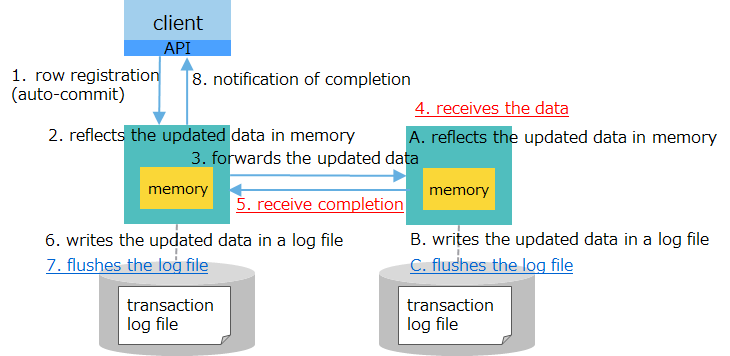 client
API
1. row registration
(auto-commit)
8. notification of completion
4. receives the data
2. reflects the updated data in memory
A. reflects the updated data in memory
3. forwards the updated data
memory
memory
5. receive completion
6. writes the updated data in a log file
B. writes the updated data in a log file
7. flushes the log file
C. flushes the log file
transaction
log file
transaction
log file